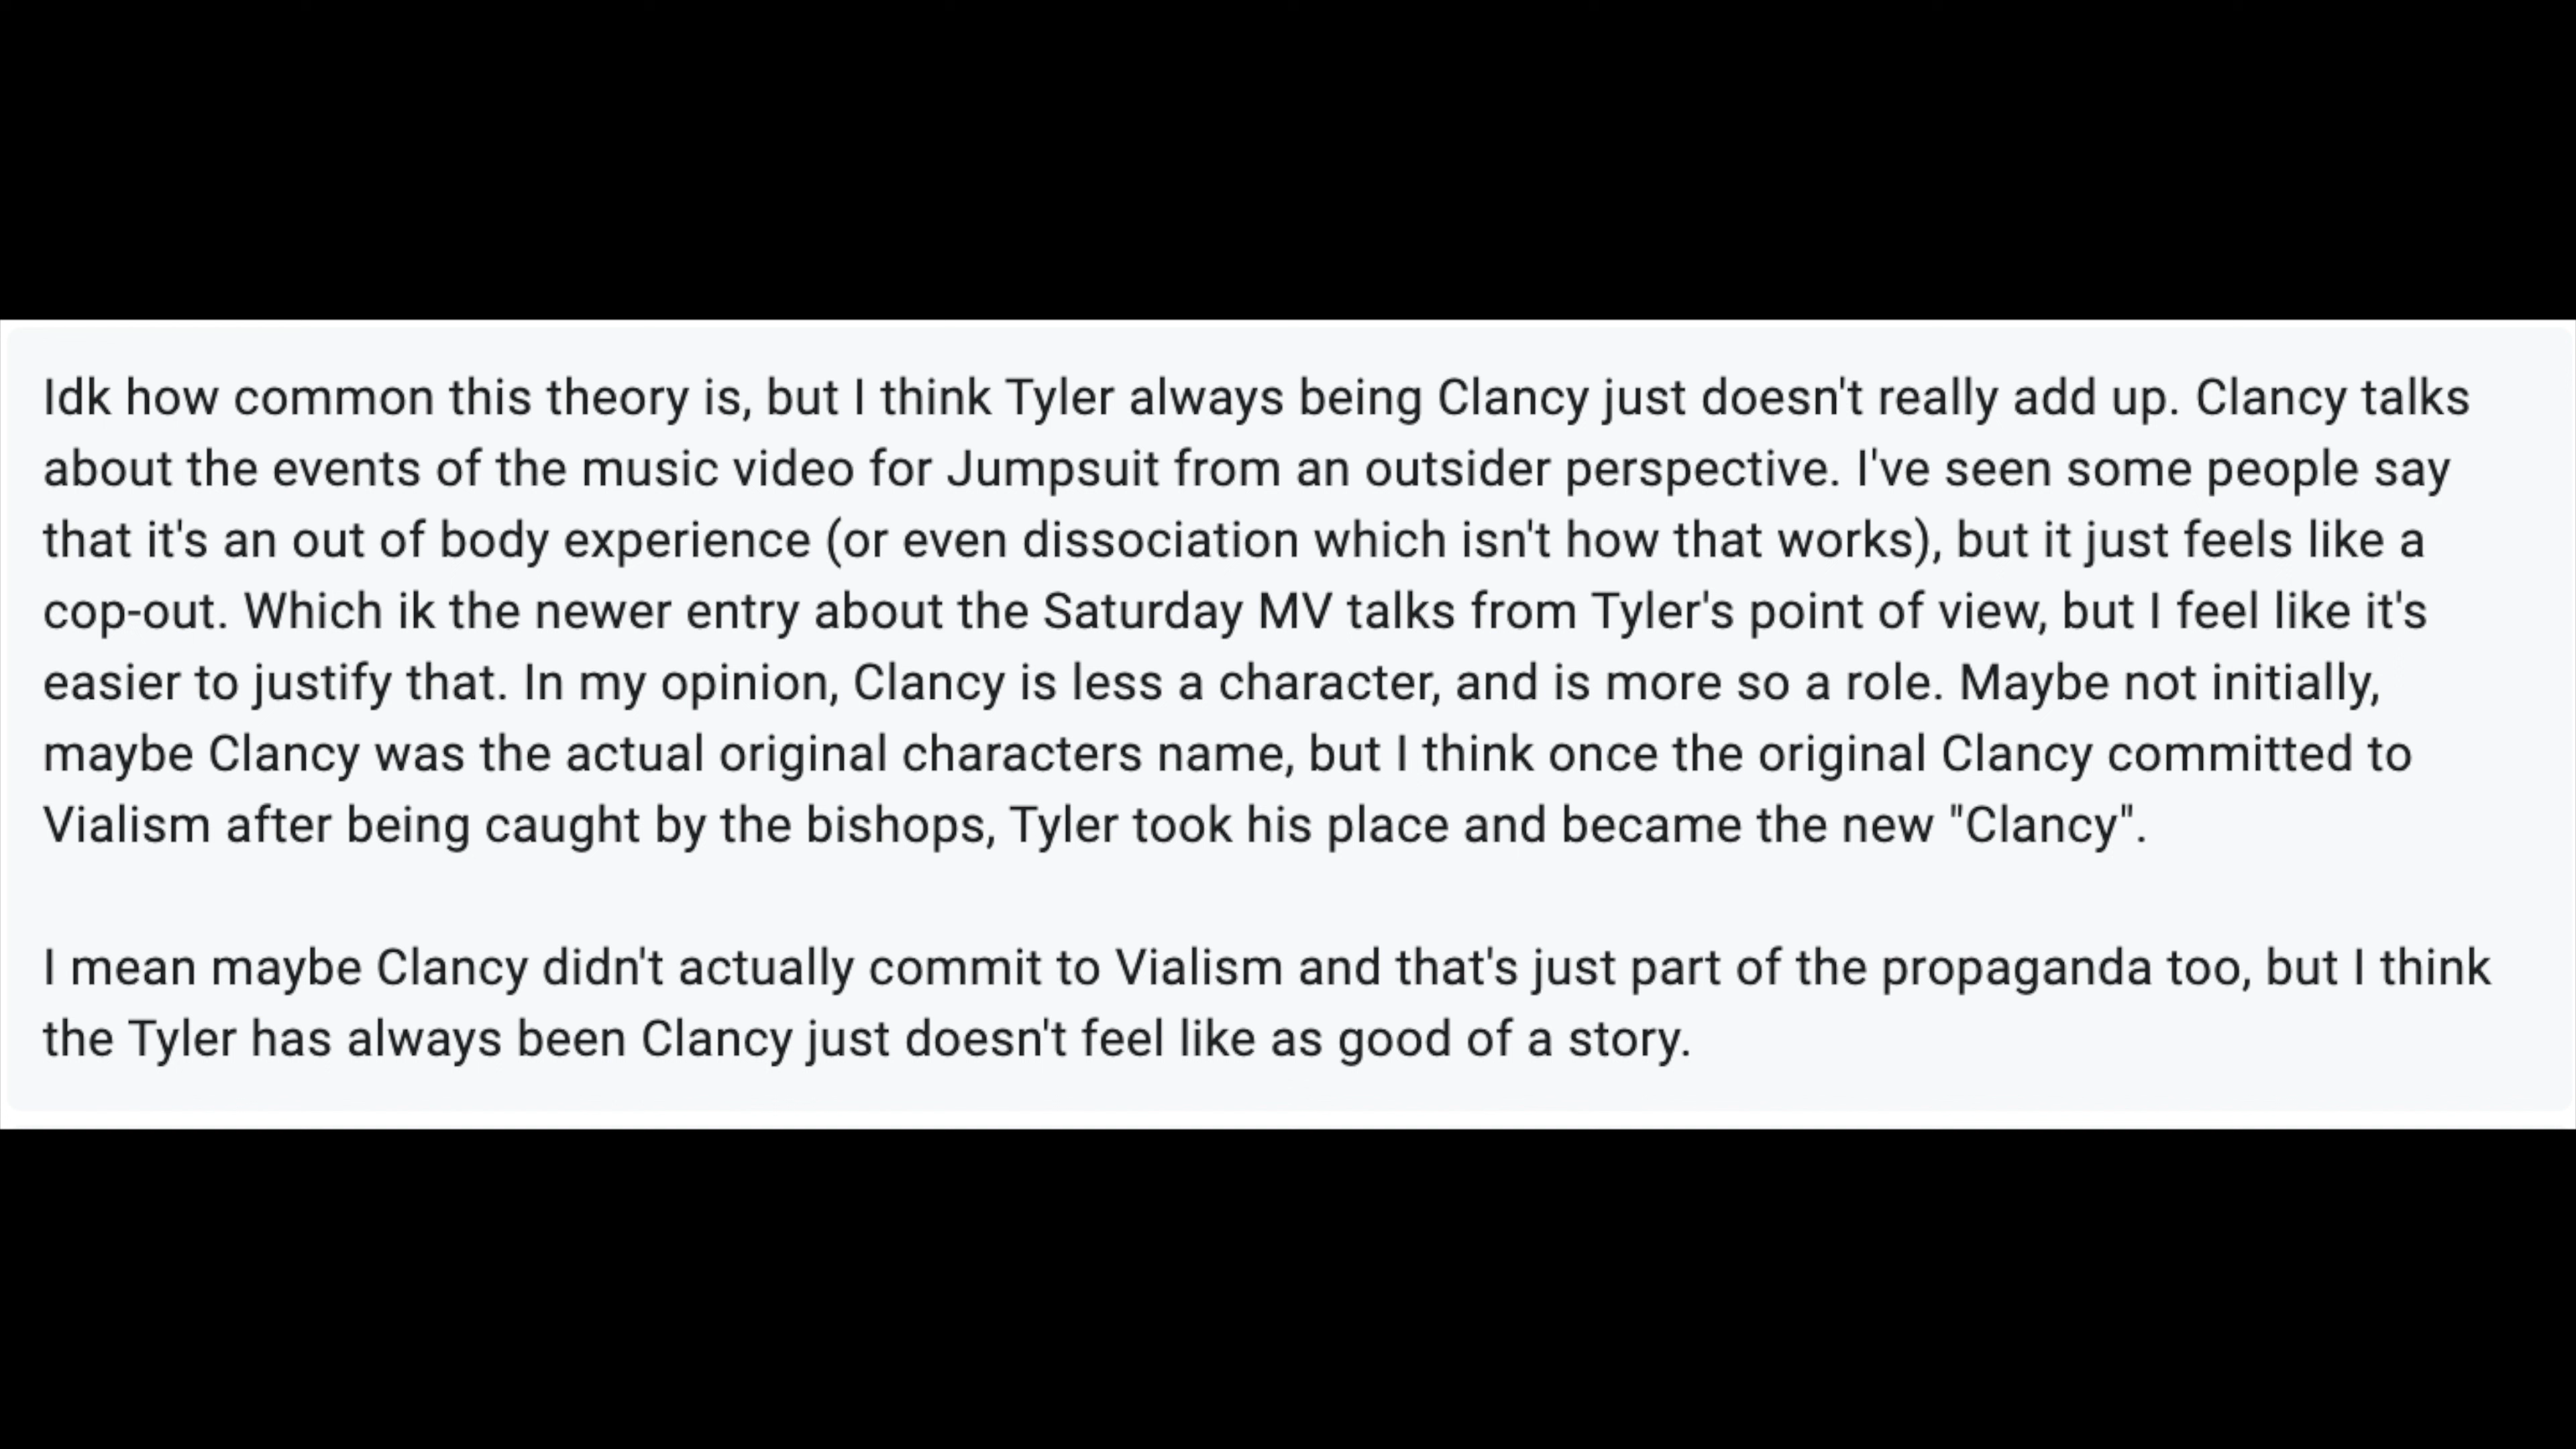 Idk how common this theory is, but I think Tyler always being Clancy just doesn't really add up. Clancy talks
about the events of the music video for Jumpsuit from an outsider perspective. I've seen some people say
that it's an out of body experience (or even dissociation which isn't how that works), but it just feels like a
cop-out. Which ik the newer entry about the Saturday MV talks from Tyler's point of view, but I feel like it's
easier to justify that. In my opinion, Clancy is less a character, and is more so a role. Maybe not initially,
maybe Clancy was the actual original characters name, but I think once the original Clancy committed to
Vialism after being caught by the bishops, Tyler took his place and became the new "Clancy".
I mean maybe Clancy didn't actually commit to Vialism and that's just part of the propaganda too, but I think
the Tyler has always been Clancy just doesn't feel like as good of a story.